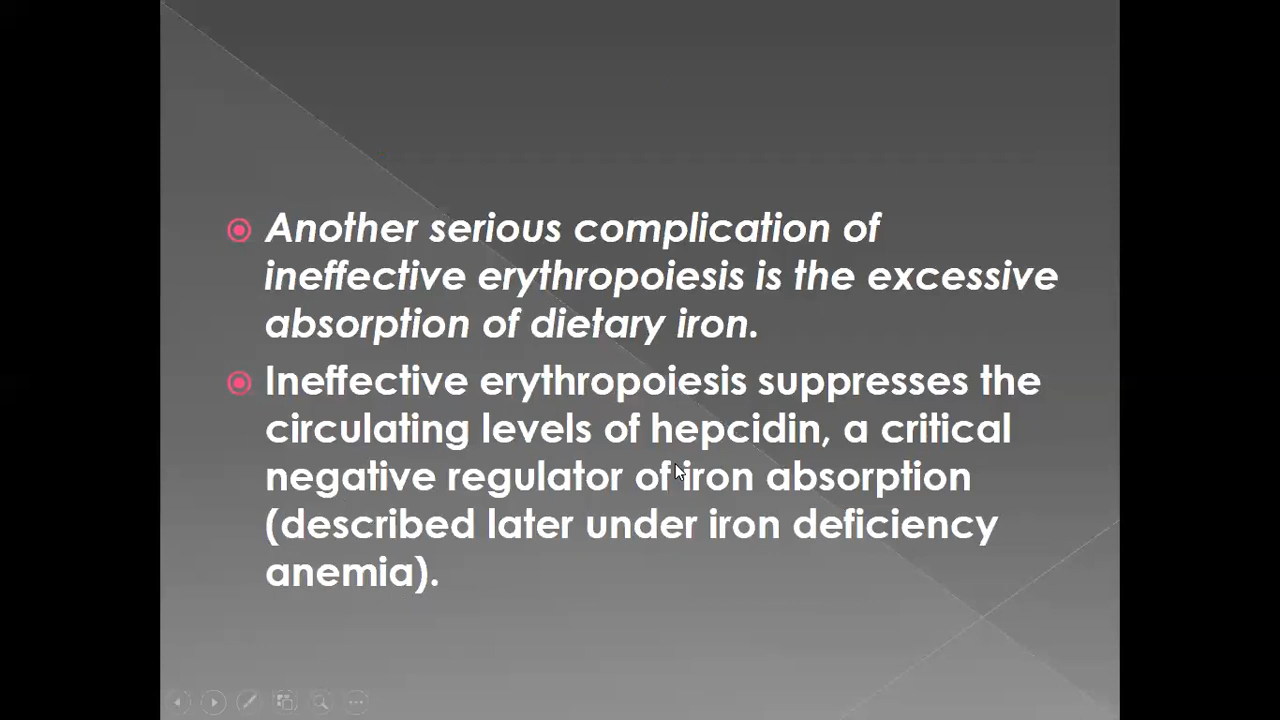 Another serious complication of
ineffective erythropoiesis is the excessive
absorption of dietary iron.
Ineffective erythropoiesis suppresses the
circulating levels of hepcidin, a critical
negative regulator of iron absorption
(described later under iron deficiency
anemia).